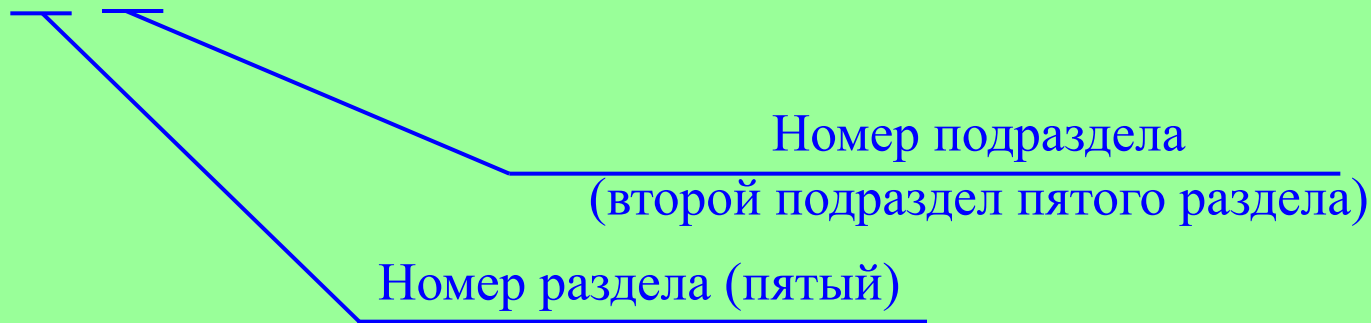 Номер подраздела
(второй подраздел пятого раздела)
Номер раздела (пятый)